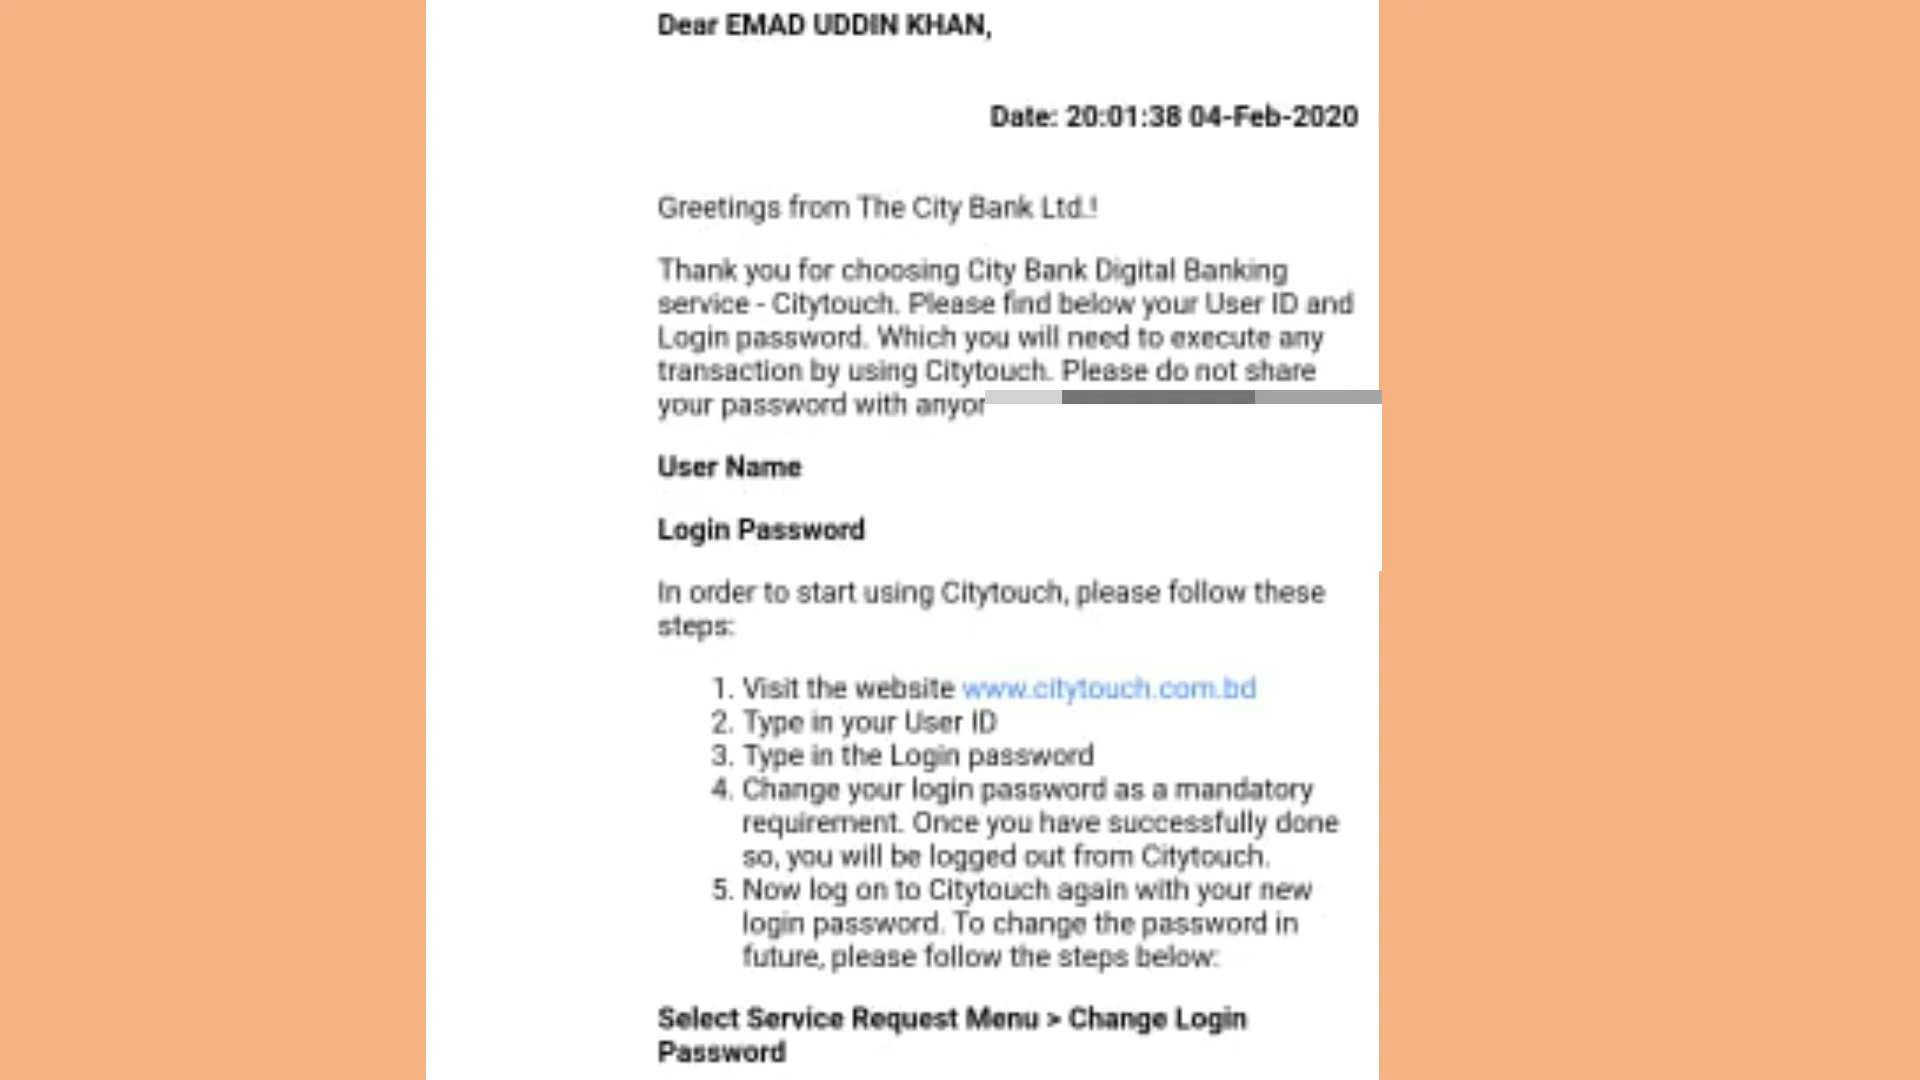 Dear EMAD UDDIN KHAN,
Date: 20:01:38 04-Feb-2020
Greetings from The City Bank Ltd.!
Thank you for choosing City Bank Digital Banking
service - Citytouch. Please find below your User ID and
Login password. Which you will need to execute any
transaction by using Citytouch. Please do not share
your password with
User Name
Login Password
In order to start using Citytouch, please follow these
steps:
1. Visit the website www.citytouch.com.bd
2. Type in your User ID
3. Type in the Login password
4. Change your login password as a mandatory
requirement. Once you have successfully done
so, you will be logged out from Citytouch.
5. Now log on to Citytouch again with your new
login password. To change the password in
future, please follow the steps below:
Select Service Request Menu > Change Login
Password